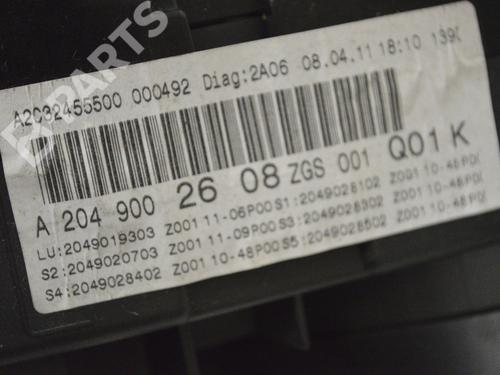 A2C32455500 000492 Diag:2A06 08.04.11 18:10
A 204 900 26 08 ZGS 001 Q01 K
LU:2049019303 Z001 11-06P00 S1:2049028102 Z001 10-48P00
S2:2049020703 Z001 11-09P00 S3:2049028302 Z001 10-48P00
S4:2049028402 Z001 10-48P00 S5:2049028502 Z001 10-48P00
PARTS